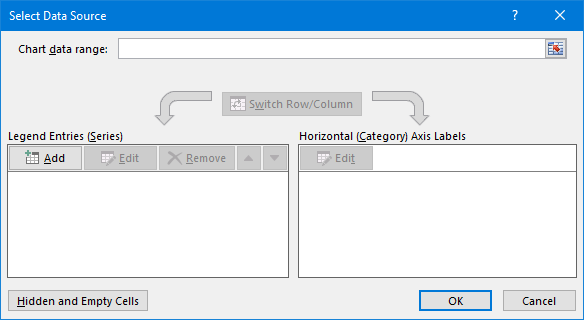 Select Data Source
?
Chart data range:
Switch Row/Column
Legend Entries (Series)
Horizontal (Category) Axis Labels
Add Edit Remove
Edit
Hidden and Empty Cells
OK Cancel